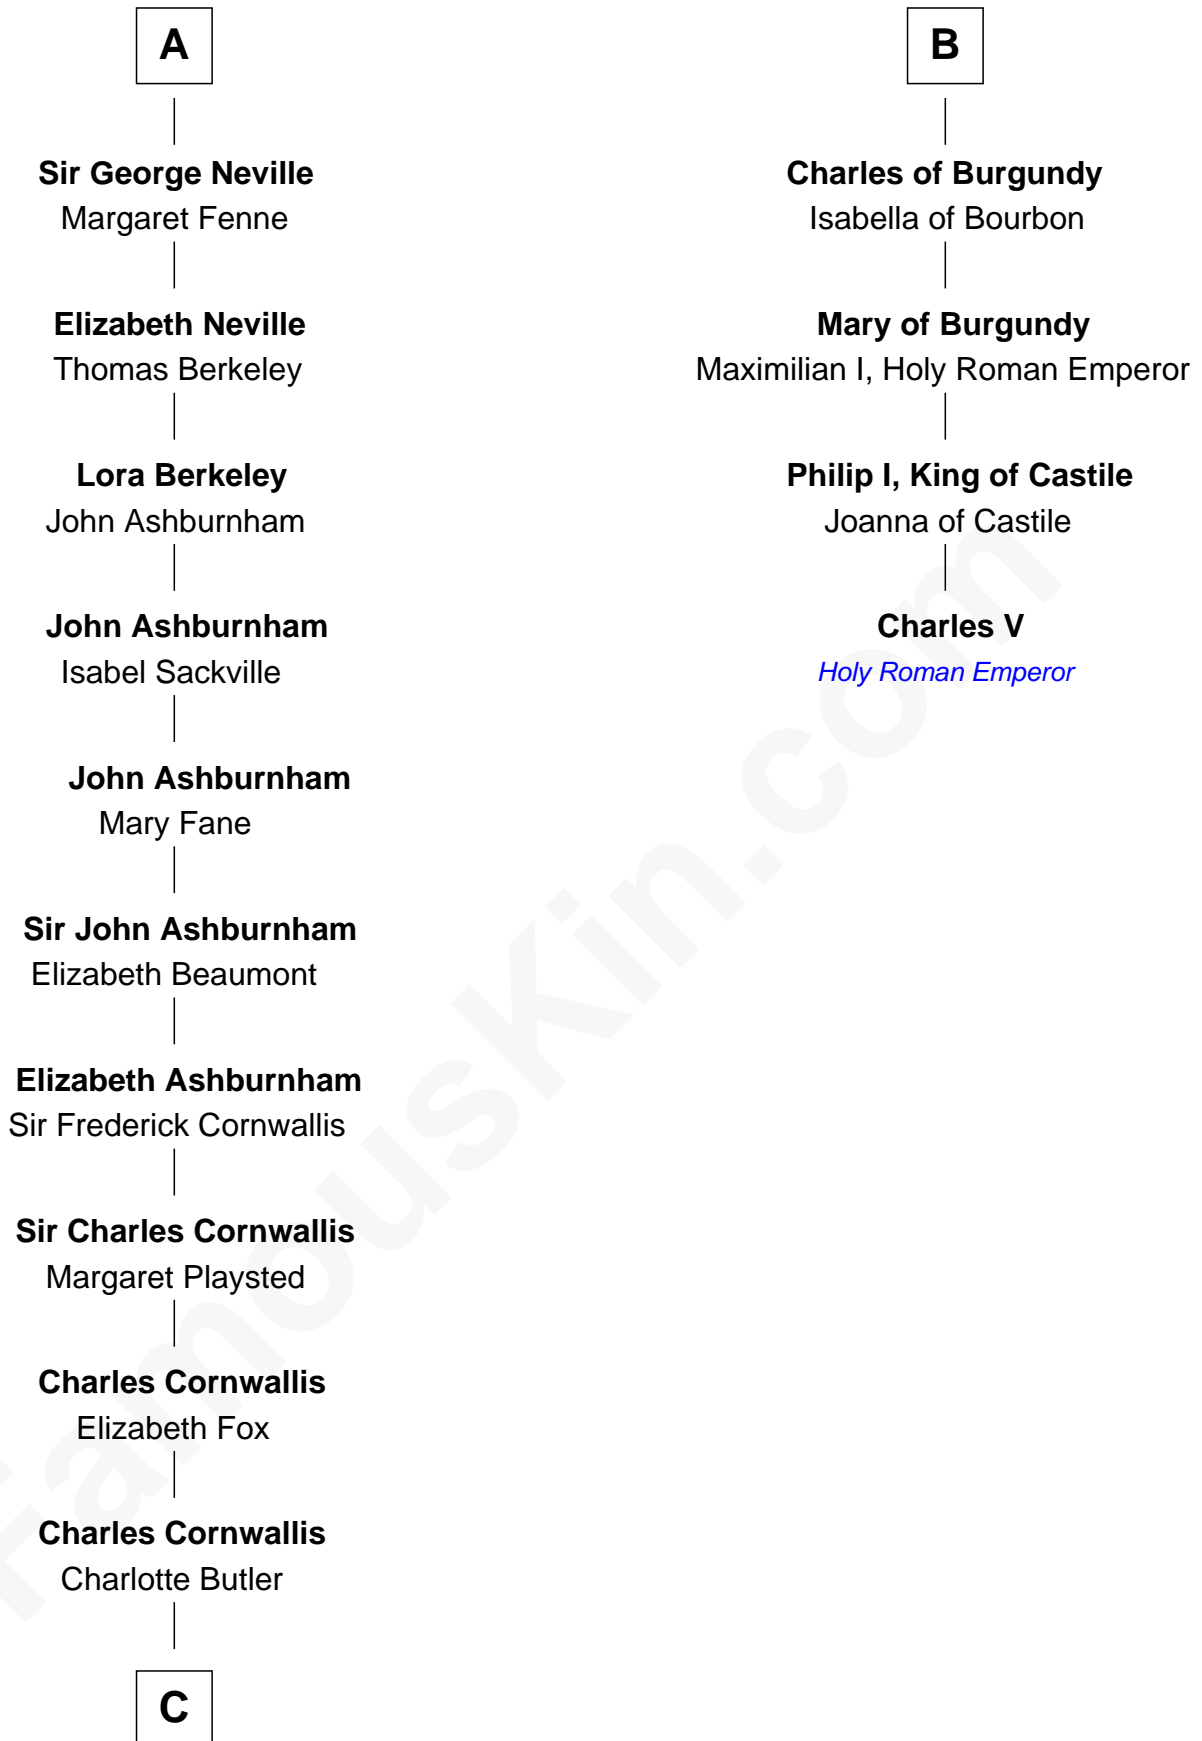 A
Sir George Neville
Margaret Fenne
Elizabeth Neville
Thomas Berkeley
Lora Berkeley
John Ashburnham
John Ashburnham
Isabel Sackville
John Ashburnham
Mary Fane
Sir John Ashburnham
Elizabeth Beaumont
Elizabeth Ashburnham
Sir Frederick Cornwallis
Sir Charles Cornwallis
Margaret Playsted
Charles Cornwallis
Elizabeth Fox
Charles Cornwallis
Charlotte Butler
C
B
Charles of Burgundy
Isabella of Bourbon
Mary of Burgundy
Maximilian I, Holy Roman Emperor
Philip I, King of Castile
Joanna of Castile
Charles V
Holy Roman Emperor
FamousKin.com